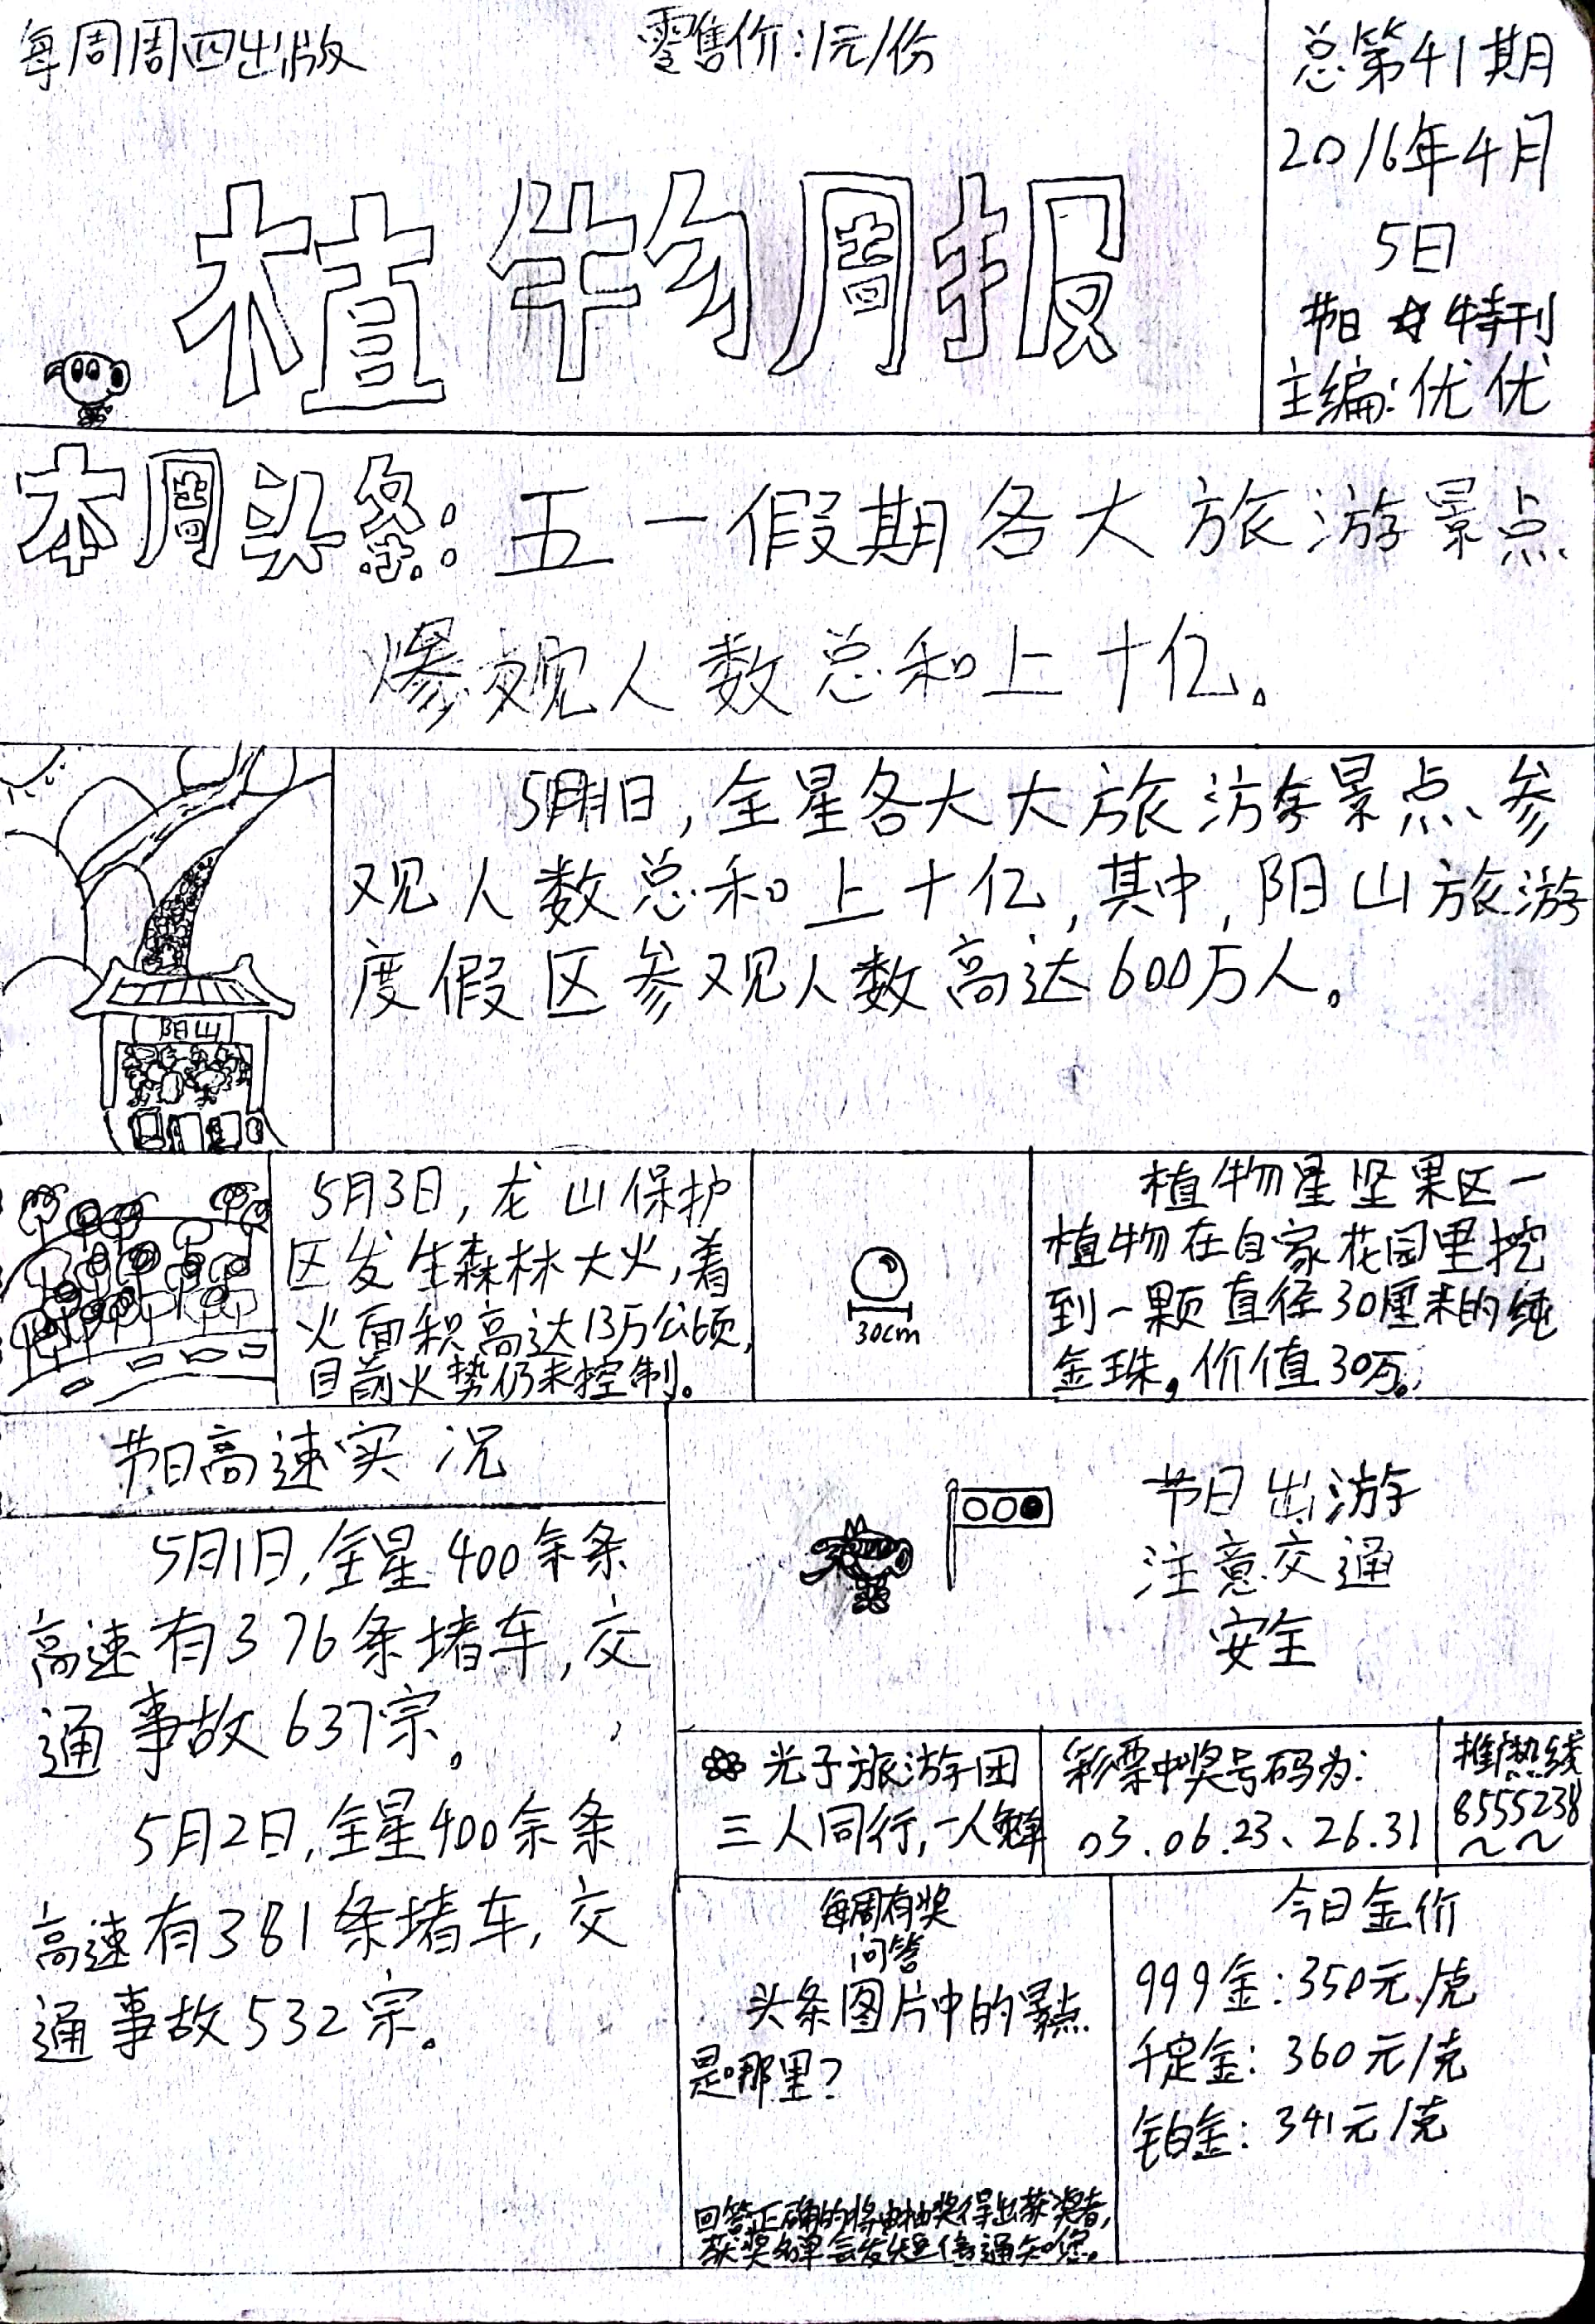 每周周四出版
零售价:1元/份
总第41期
2016年4月
5日
节日☆特刊
主编:优优
植物周报
本周头条:五一假期各大旅游景点
参观人数总和上十亿。
5月1日,全星各大大旅游景点、参
观人数总和上十亿,其中,阳山旅游
度假区参观人数高达600万人。
阳山
5月3日,龙山保护
区发生森林大火,着
火面积高达13万公顷,
目前火势仍未控制。
30cm
植物星坚果区一
植物在自家花园里挖
到一颗直径30厘米的纯
金珠,价值30万。
节日高速实况
5月1日,全星400余条
高速有376条堵车,交
通事故637宗。
5月2日,全星400余条
高速有381条堵车,交
通事故532宗。
节日出游
注意交通
安全
光子旅游团
三人同行,一人免单
彩票中奖号码为:
03.06.23、26.31
热线
8555238
~~
每周有奖
问答
头条图片中的景点
是哪里?
回答正确的将由抽奖得出获奖者,
获奖名单会发短信通知您。
今日金价
999金:350元/克
千足金:360元/克
铂金:341元/克